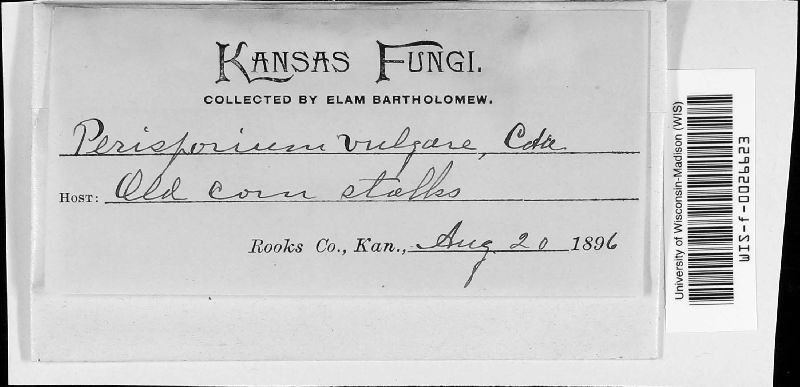 KANSAS FUNGI.
COLLECTED BY ELAM BARTHOLOMEW.
Perisporium vulgare, Cda
HOST: Old corn stalks
Rooks Co., Kan., Aug 20 1896
University of Wisconsin-Madison (WIS)
WIS-f-0026623